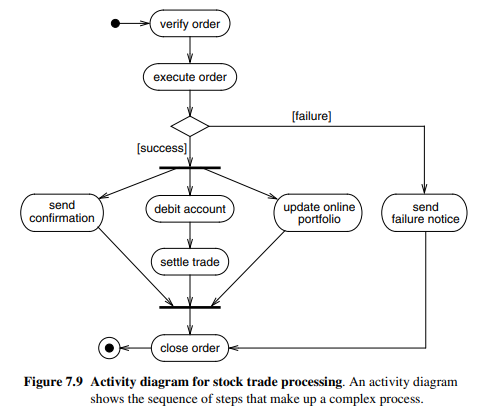 verify order
execute order
[failure]
[success]
send
confirmation
debit account
update online
portfolio
send
failure notice
settle trade
close order
Figure 7.9 Activity diagram for stock trade processing. An activity diagram
shows the sequence of steps that make up a complex process.